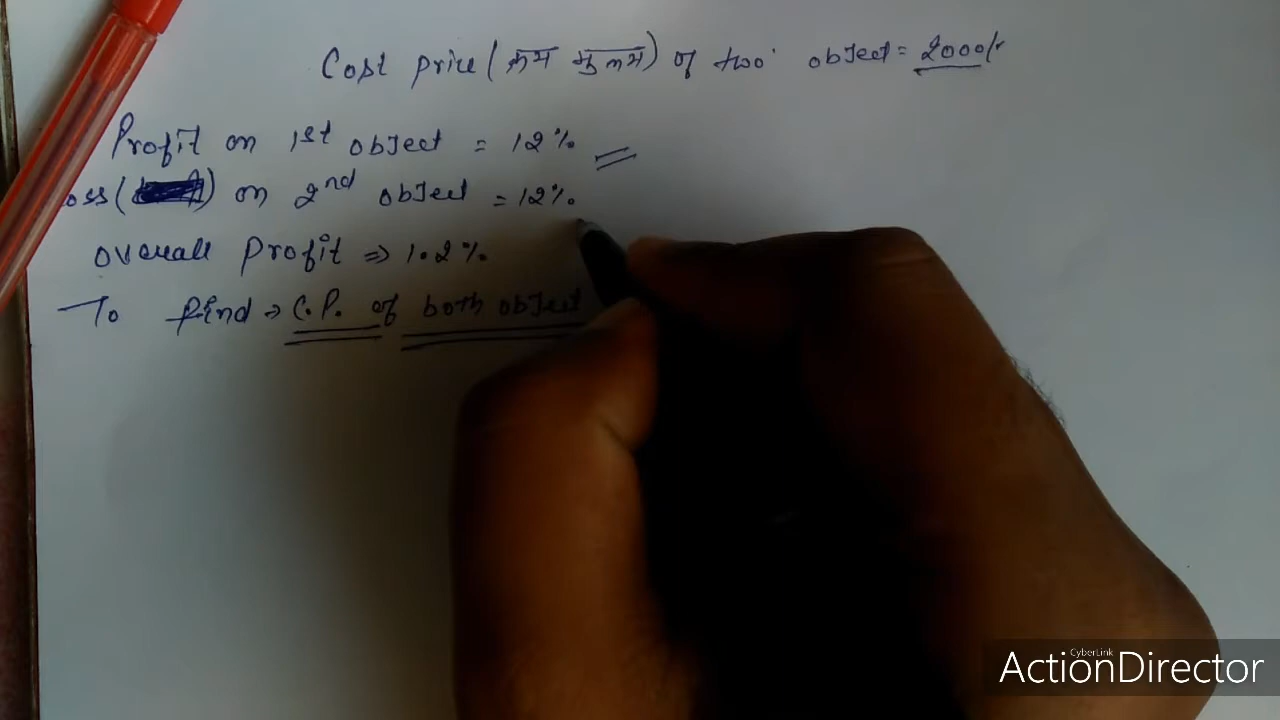 Cost price (क्रय मुल्य) of two object = 2000/-
Profit on 1st object = 12%
oss ( ) on 2nd object = 12%
overall profit ⇒ 1.2%
To find → C.P. of both object
CyberLink
ActionDirector